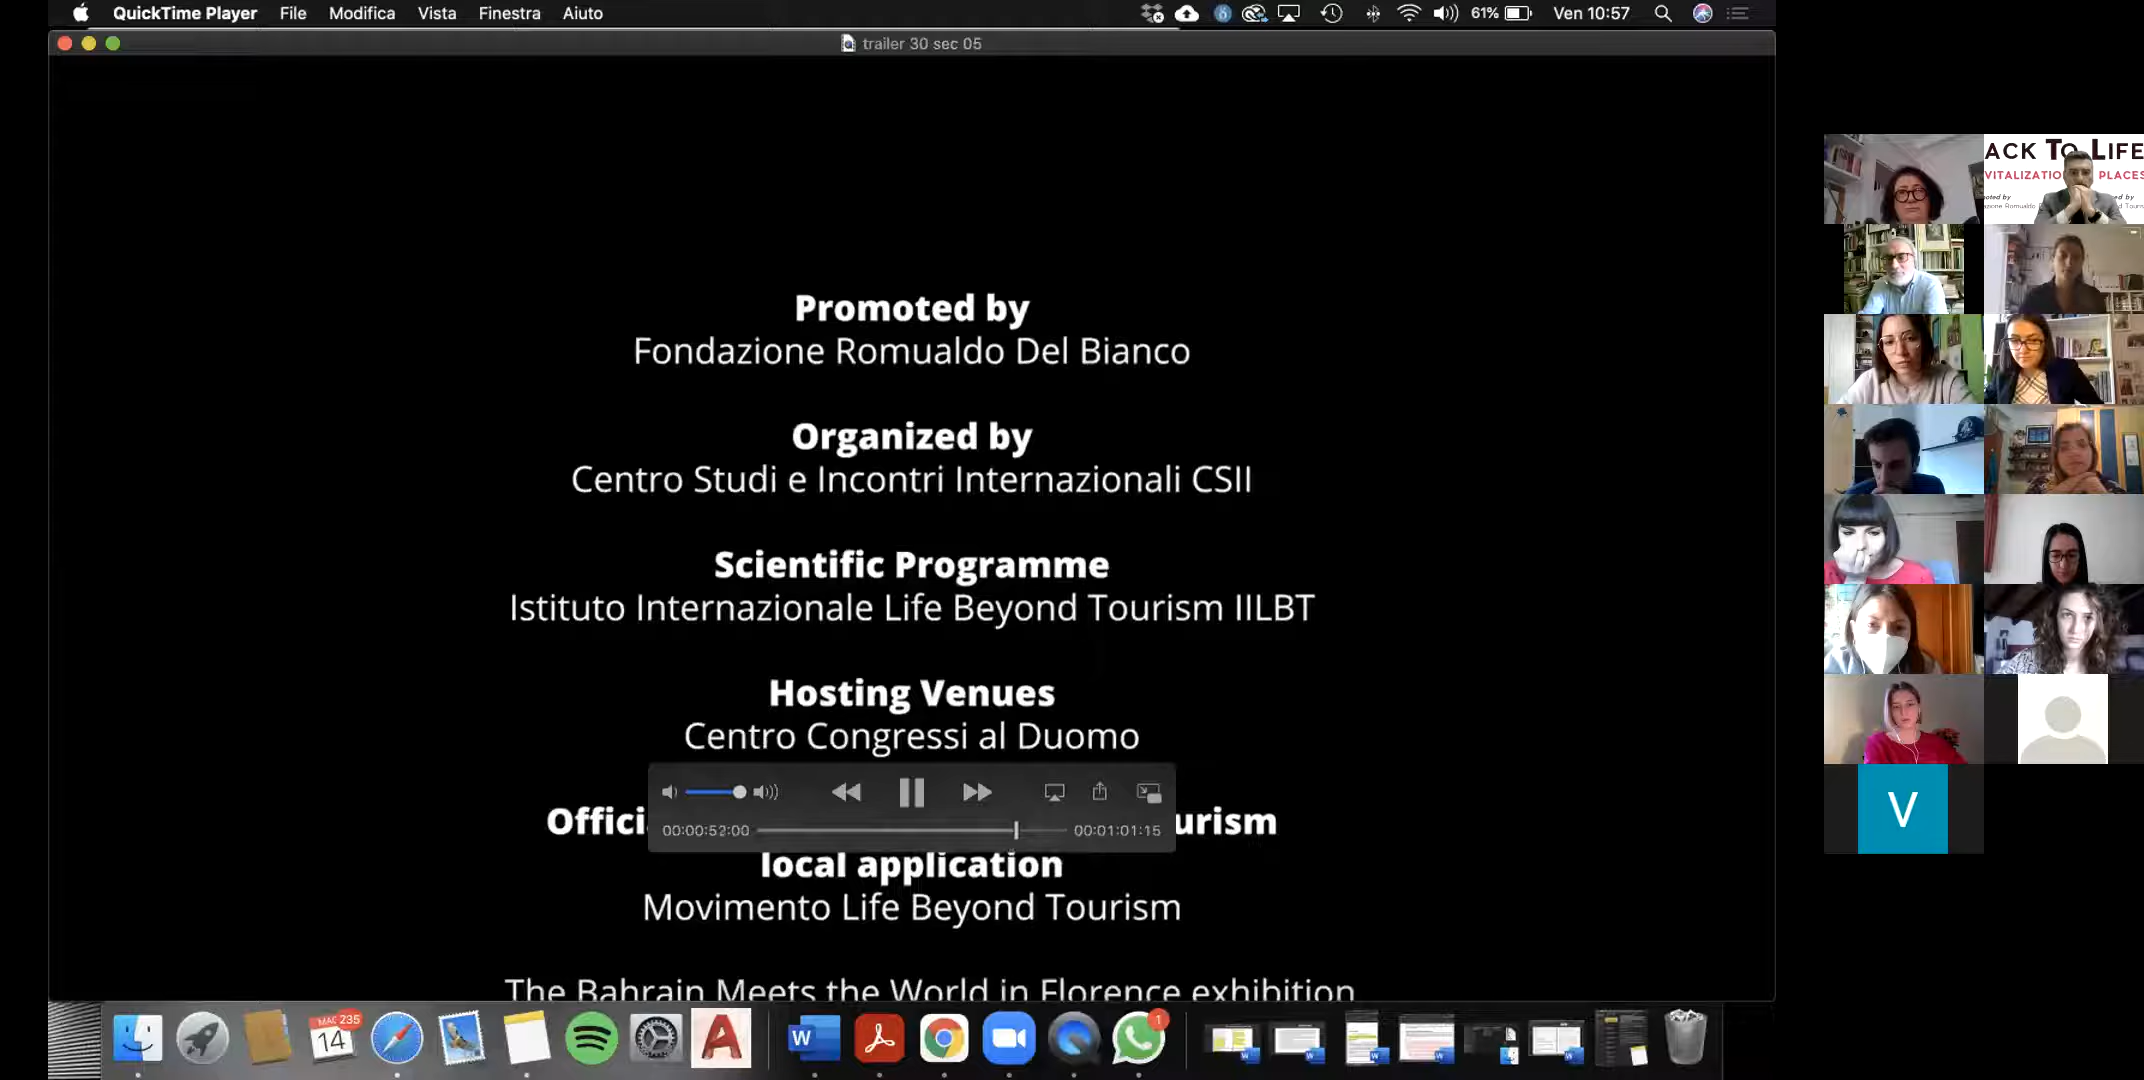 QuickTime Player File Modifica Vista Finestra Aiuto 61% Ven 10:57
trailer 30 sec 05
Promoted by
Fondazione Romualdo Del Bianco
Organized by
Centro Studi e Incontri Internazionali CSII
Scientific Programme
Istituto Internazionale Life Beyond Tourism IILBT
Hosting Venues
Centro Congressi al Duomo
Offici urism
00:00:52:00 00:01:01:15
local application
Movimento Life Beyond Tourism
The Bahrain Meets the World in Florence exhibition
ACK TO LIFE
VITALIZATIO PLACES
V
MAG 235
14
W
1